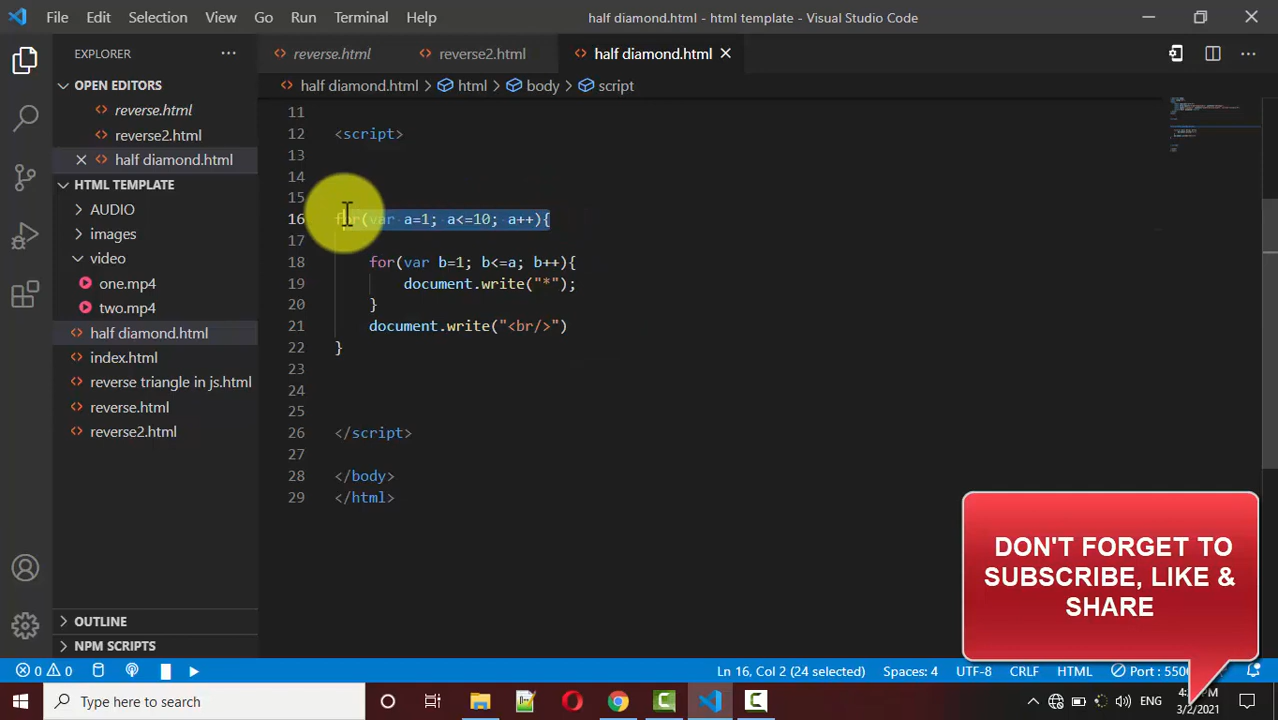 File Edit Selection View Go Run Terminal Help
half diamond.html - html template - Visual Studio Code
EXPLORER
reverse.html
reverse2.html
half diamond.html
OPEN EDITORS
half diamond.html > html > body > script
reverse.html
reverse2.html
half diamond.html
HTML TEMPLATE
AUDIO
images
video
one.mp4
two.mp4
half diamond.html
index.html
reverse triangle in js.html
reverse.html
reverse2.html
OUTLINE
NPM SCRIPTS
11
12 <script>
13
14
15
16 for(var a=1; a<=10; a++){
17
18 for(var b=1; b<=a; b++){
19 document.write("*");
20 }
21 document.write("<br/>")
22 }
23
24
25
26 </script>
27
28 </body>
29 </html>
DON'T FORGET TO
SUBSCRIBE, LIKE &
SHARE
0 0
Ln 16, Col 2 (24 selected) Spaces: 4 UTF-8 CRLF HTML Port :
Type here to search
ENG
3/2/2021